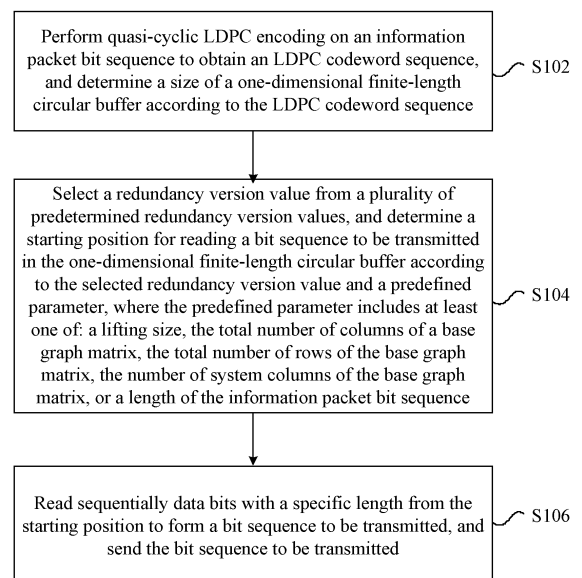 Perform quasi-cyclic LDPC encoding on an information
packet bit sequence to obtain an LDPC codeword sequence,
and determine a size of a one-dimensional finite-length
circular buffer according to the LDPC codeword sequence
S102
Select a redundancy version value from a plurality of
predetermined redundancy version values, and determine a
starting position for reading a bit sequence to be transmitted
in the one-dimensional finite-length circular buffer according
to the selected redundancy version value and a predefined
parameter, where the predefined parameter includes at least
one of: a lifting size, the total number of columns of a base
graph matrix, the total number of rows of the base graph
matrix, the number of system columns of the base graph
matrix, or a length of the information packet bit sequence
S104
Read sequentially data bits with a specific length from the
starting position to form a bit sequence to be transmitted, and
send the bit sequence to be transmitted
S106